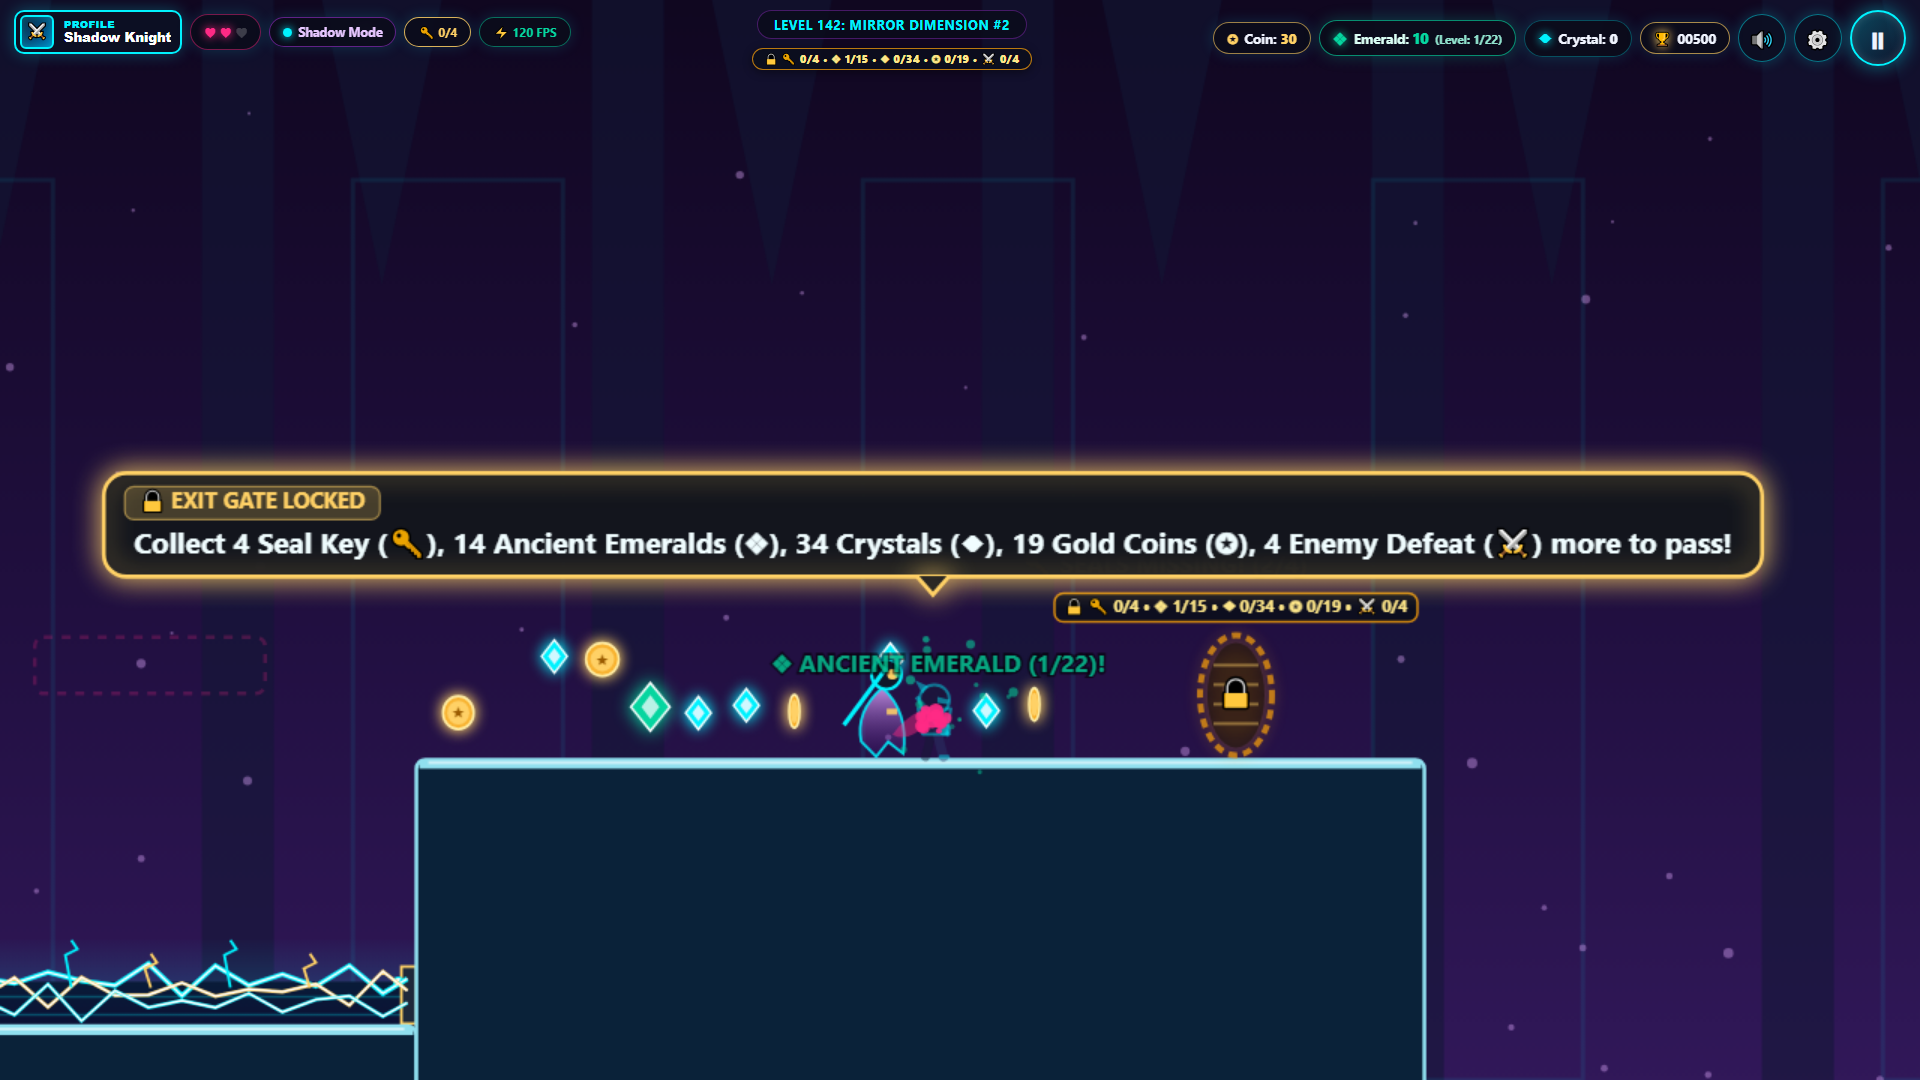 PROFILE
Shadow Knight
Shadow Mode
0/4
120 FPS
LEVEL 142: MIRROR DIMENSION #2
0/4 • 1/15 • 0/34 • 0/19 • 0/4
Coin: 30
Emerald: 10 (Level: 1/22)
Crystal: 0
00500
EXIT GATE LOCKED
Collect 4 Seal Key (🔑), 14 Ancient Emeralds (❖), 34 Crystals (◆), 19 Gold Coins (✪), 4 Enemy Defeat (⚔) more to pass!
0/4 • 1/15 • 0/34 • 0/19 • 0/4
❖ ANCIENT EMERALD (1/22)!